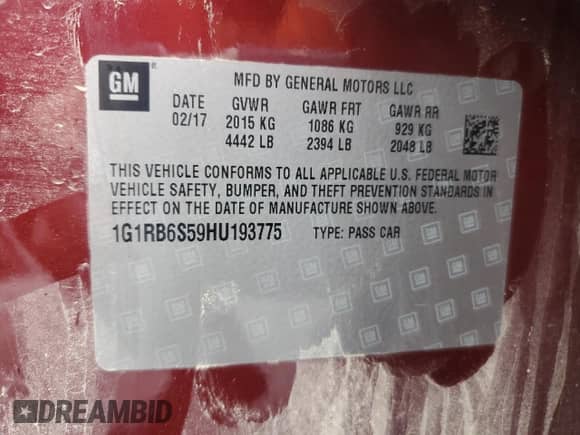 GM
MFD BY GENERAL MOTORS LLC
DATE GVWR GAWR FRT GAWR RR
02/17 2015 KG 1086 KG 929 KG
4442 LB 2394 LB 2048 LB
THIS VEHICLE CONFORMS TO ALL APPLICABLE U.S. FEDERAL MOTOR
VEHICLE SAFETY, BUMPER, AND THEFT PREVENTION STANDARDS IN
EFFECT ON THE DATE OF MANUFACTURE SHOWN ABOVE.
1G1RB6S59HU193775 TYPE: PASS CAR
DREAMBID